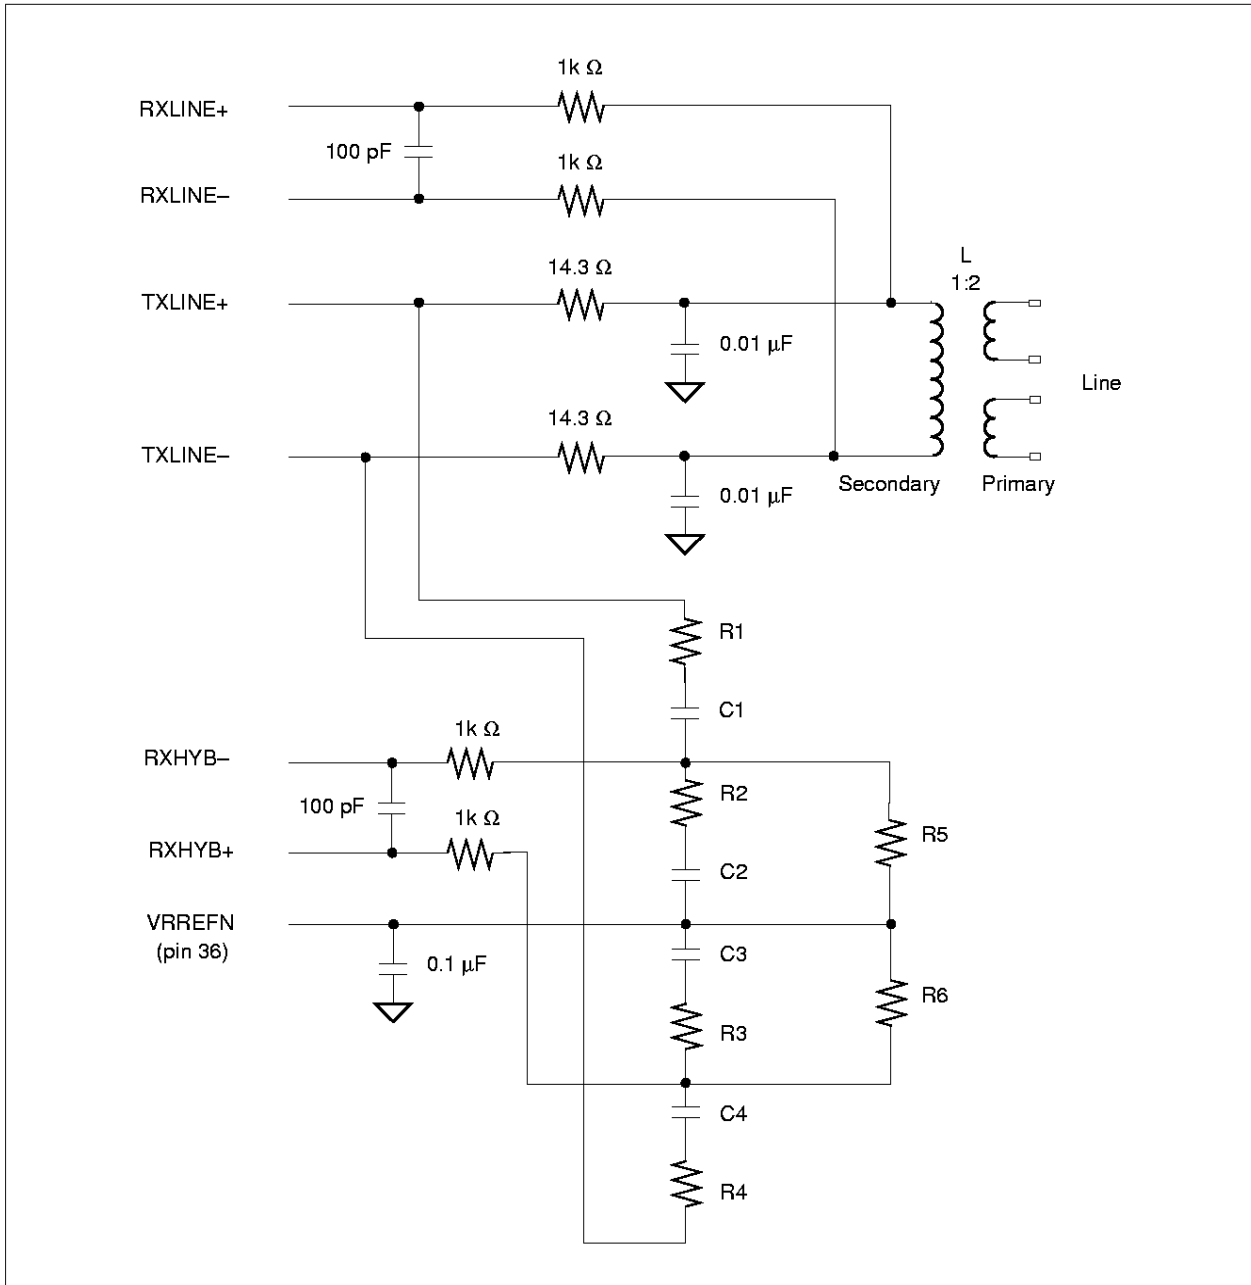 1k Ω
RXLINE+
100 pF
1k Ω
RXLINE–
L
1:2
14.3 Ω
TXLINE+
0.01 μF
Line
14.3 Ω
TXLINE–
Secondary
Primary
0.01 μF
R1
C1
1k Ω
RXHYB–
R2
100 pF
1k Ω
R5
RXHYB+
C2
VRREFN
(pin 36)
C3
0.1 μF
R6
R3
C4
R4